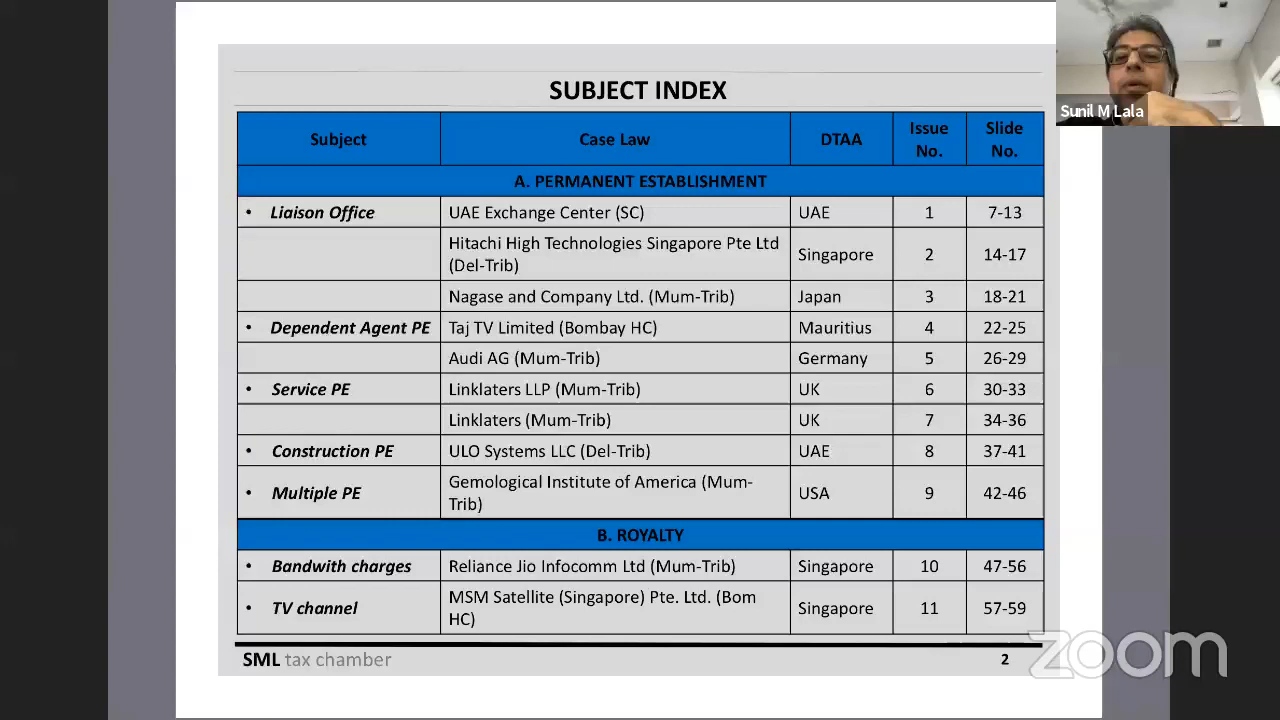 SUBJECT INDEX
Subject Case Law DTAA Issue No. Slide No.
A. PERMANENT ESTABLISHMENT
• Liaison Office UAE Exchange Center (SC) UAE 1 7-13
Hitachi High Technologies Singapore Pte Ltd (Del-Trib) Singapore 2 14-17
Nagase and Company Ltd. (Mum-Trib) Japan 3 18-21
• Dependent Agent PE Taj TV Limited (Bombay HC) Mauritius 4 22-25
Audi AG (Mum-Trib) Germany 5 26-29
• Service PE Linklaters LLP (Mum-Trib) UK 6 30-33
Linklaters (Mum-Trib) UK 7 34-36
• Construction PE ULO Systems LLC (Del-Trib) UAE 8 37-41
• Multiple PE Gemological Institute of America (Mum-Trib) USA 9 42-46
B. ROYALTY
• Bandwith charges Reliance Jio Infocomm Ltd (Mum-Trib) Singapore 10 47-56
• TV channel MSM Satellite (Singapore) Pte. Ltd. (Bom HC) Singapore 11 57-59
SML tax chamber 2
Sunil M Lala
zoom